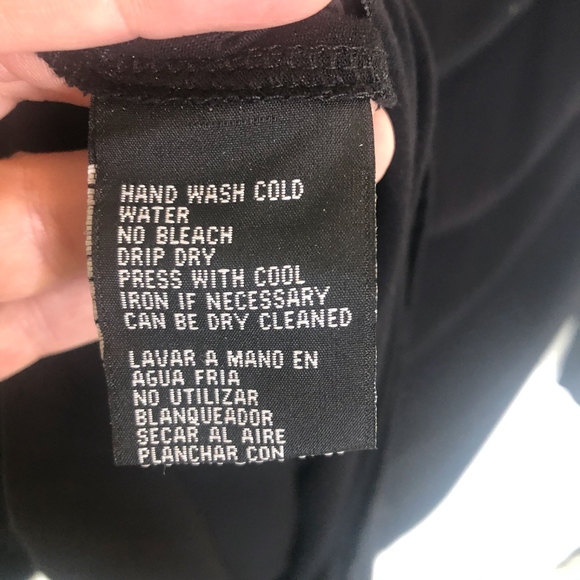 HAND WASH COLD
WATER
NO BLEACH
DRIP DRY
PRESS WITH COOL
IRON IF NECESSARY
CAN BE DRY CLEANED
LAVAR A MANO EN
AGUA FRIA
NO UTILIZAR
BLANQUEADOR
SECAR AL AIRE
PLANCHAR CON